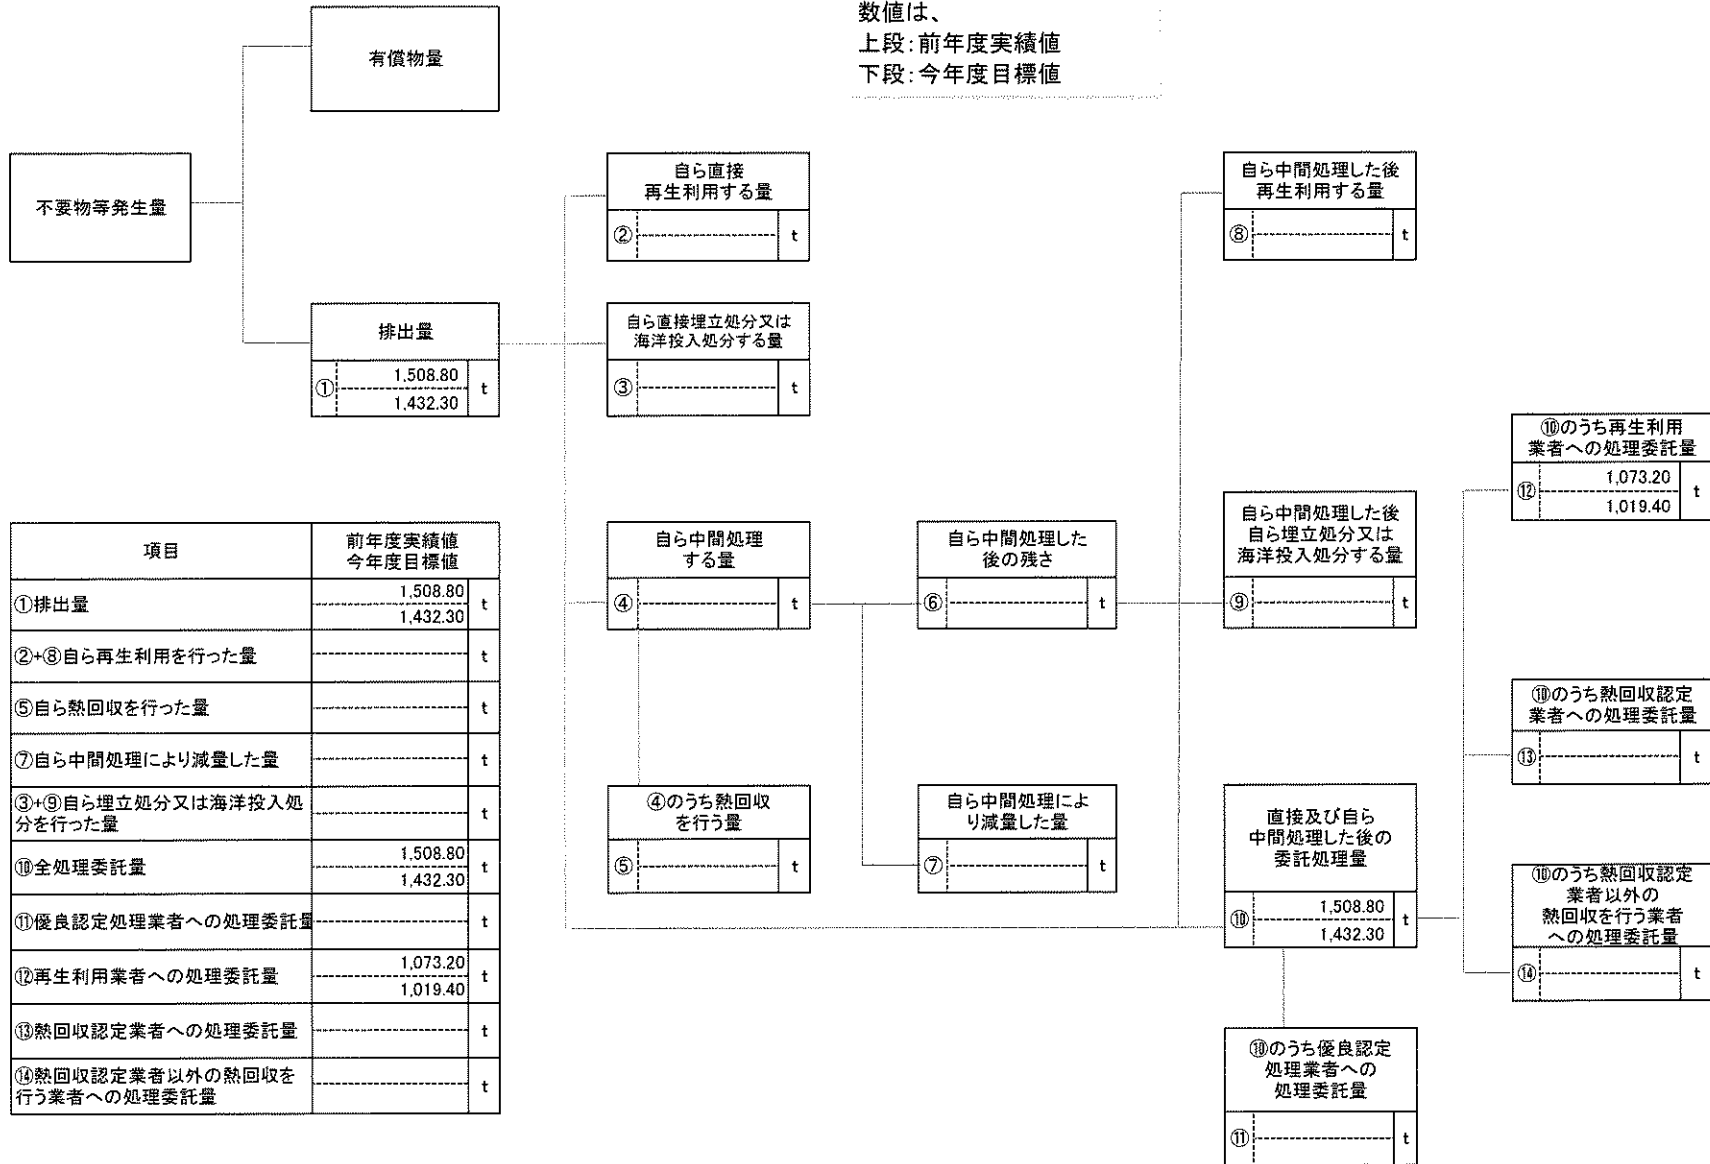 数値は、
上段：前年度実績値
下段：今年度目標値
有償物量
不要物等発生量
排出量
① 1,508.80 t
1,432.30
自ら直接
再生利用する量
② t
自ら直接埋立処分又は
海洋投入処分する量
③ t
自ら中間処理
する量
④ t
④のうち熱回収
を行う量
⑤ t
自ら中間処理した
後の残さ
⑥ t
自ら中間処理によ
り減量した量
⑦ t
自ら中間処理した後
再生利用する量
⑧ t
自ら中間処理した後
自ら埋立処分又は
海洋投入処分する量
⑨ t
直接及び自ら
中間処理した後の
委託処理量
⑩ 1,508.80 t
1,432.30
⑩のうち優良認定
処理業者への
処理委託量
⑪ t
⑩のうち再生利用
業者への処理委託量
⑫ 1,073.20 t
1,019.40
⑩のうち熱回収認定
業者への処理委託量
⑬ t
⑩のうち熱回収認定
業者以外の
熱回収を行う業者
への処理委託量
⑭ t
項目
前年度実績値
今年度目標値
①排出量 1,508.80 t
1,432.30
②+⑧自ら再生利用を行った量 t
⑤自ら熱回収を行った量 t
⑦自ら中間処理により減量した量 t
③+⑨自ら埋立処分又は海洋投入処
分を行った量 t
⑩全処理委託量 1,508.80 t
1,432.30
⑪優良認定処理業者への処理委託量 t
⑫再生利用業者への処理委託量 1,073.20 t
1,019.40
⑬熱回収認定業者への処理委託量 t
⑭熱回収認定業者以外の熱回収を
行う業者への処理委託量 t